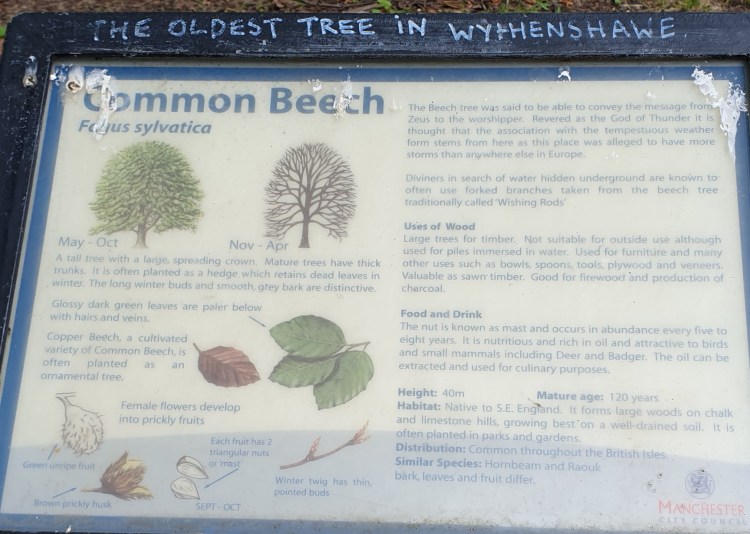 THE OLDEST TREE iN WYTHENSHAWE
Common Beech
Fagus sylvatica
May - Oct
Nov - Apr
A tall tree with a large, spreading crown. Mature trees have thick
trunks. It is often planted as a hedge which retains dead leaves in
winter. The long winter buds and smooth, grey bark are distinctive.
Glossy dark green leaves are paler below
with hairs and veins.
Copper Beech, a cultivated
variety of Common Beech, is
often planted as an
ornamental tree.
Female flowers develop
into prickly fruits
Green unripe fruit
Brown prickly husk
Each fruit has 2
triangular nuts
or mast
SEPT - OCT
Winter twig has thin,
pointed buds
The Beech tree was said to be able to convey the message from
Zeus to the worshipper. Revered as the God of Thunder it is
thought that the association with the tempestuous weather
form stems from here as this place was alleged to have more
storms than anywhere else in Europe.
Diviners in search of water hidden underground are known to
often use forked branches taken from the beech tree
traditionally called 'Wishing Rods'
Uses of Wood
Large trees for timber. Not suitable for outside use although
used for piles immersed in water. Used for furniture and many
other uses such as bowls, spoons, tools, plywood and veneers.
Valuable as sawn timber. Good for firewood and production of
charcoal.
Food and Drink
The nut is known as mast and occurs in abundance every five to
eight years. It is nutritious and rich in oil and attractive to birds
and small mammals including Deer and Badger. The oil can be
extracted and used for culinary purposes.
Height: 40m
Mature age: 120 years
Habitat: Native to S.E. England. It forms large woods on chalk
and limestone hills, growing best on a well-drained soil. It is
often planted in parks and gardens.
Distribution: Common throughout the British Isles
Similar Species: Hornbeam and Raouk
bark, leaves and fruit differ.
MANCHESTER
CITY COUNCIL